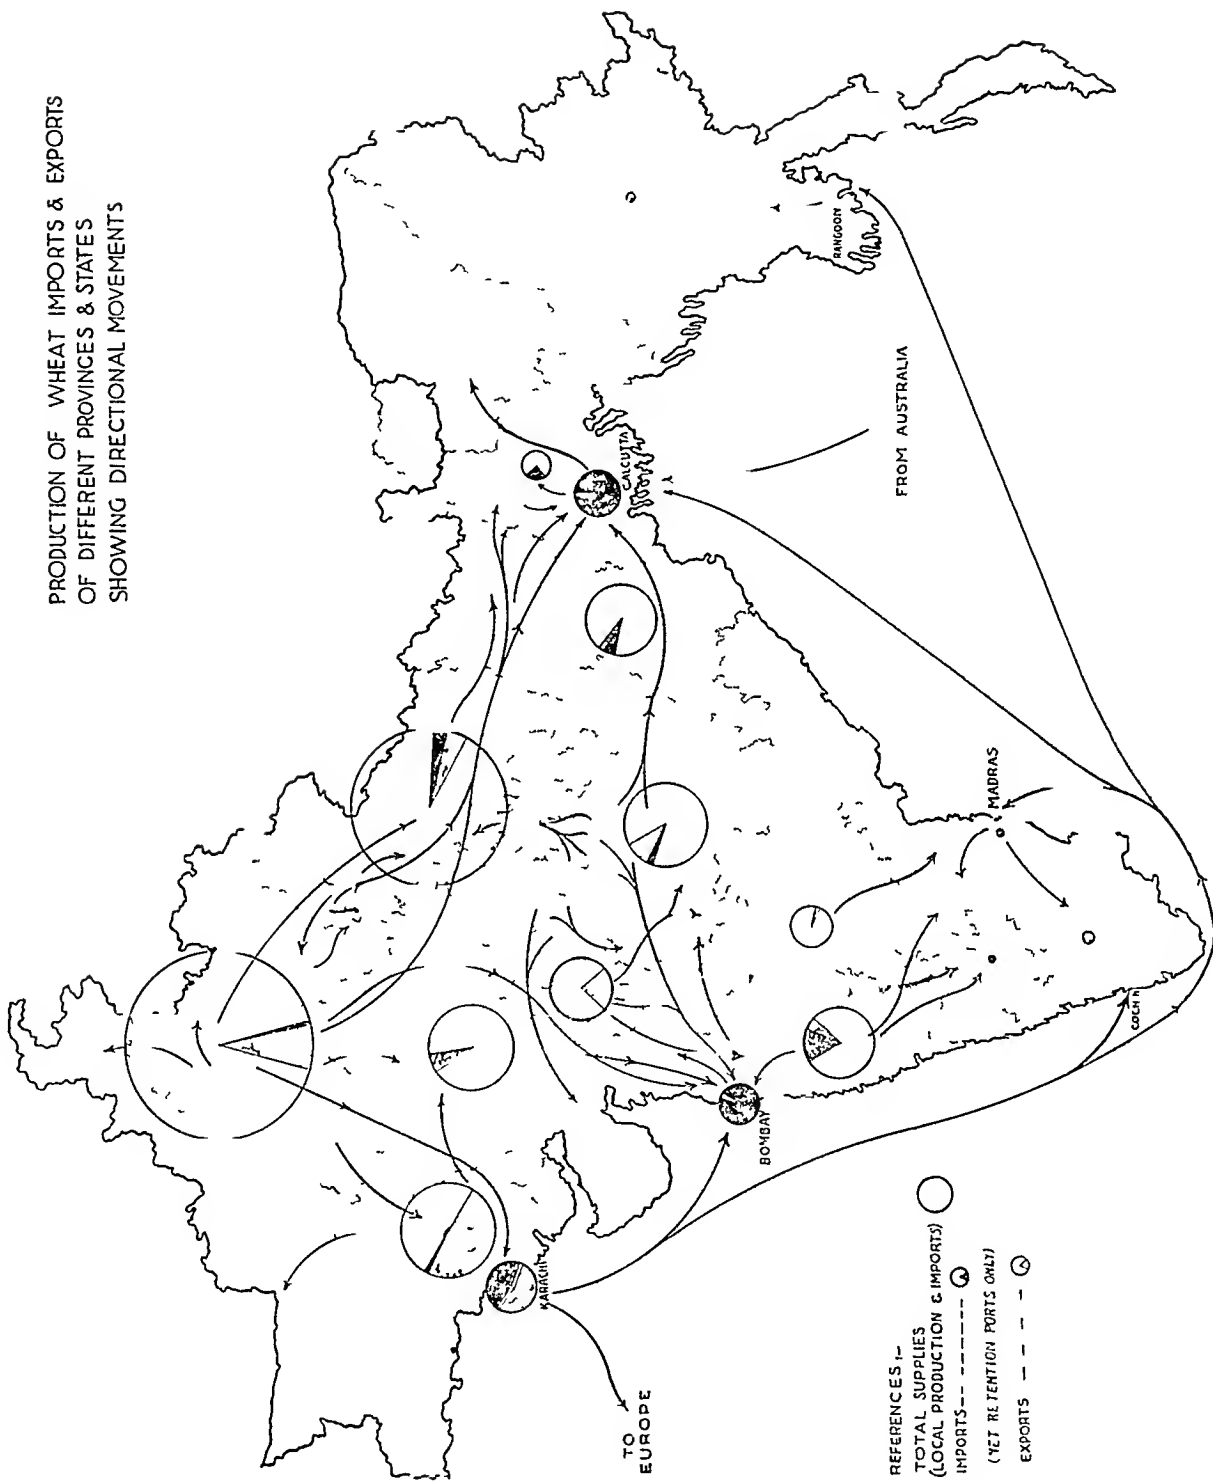 PRODUCTION OF WHEAT IMPORTS & EXPORTS
OF DIFFERENT PROVINCES & STATES
SHOWING DIRECTIONAL MOVEMENTS
RANGOON
CALCUTTA
FROM AUSTRALIA
MADRAS
BOMBAY
KARACHI
TO
EUROPE
REFERENCES :-
TOTAL SUPPLIES
(LOCAL PRODUCTION & IMPORTS)
IMPORTS-- -------
RETENTION PORTS ONLY)
EXPORTS - - - - -